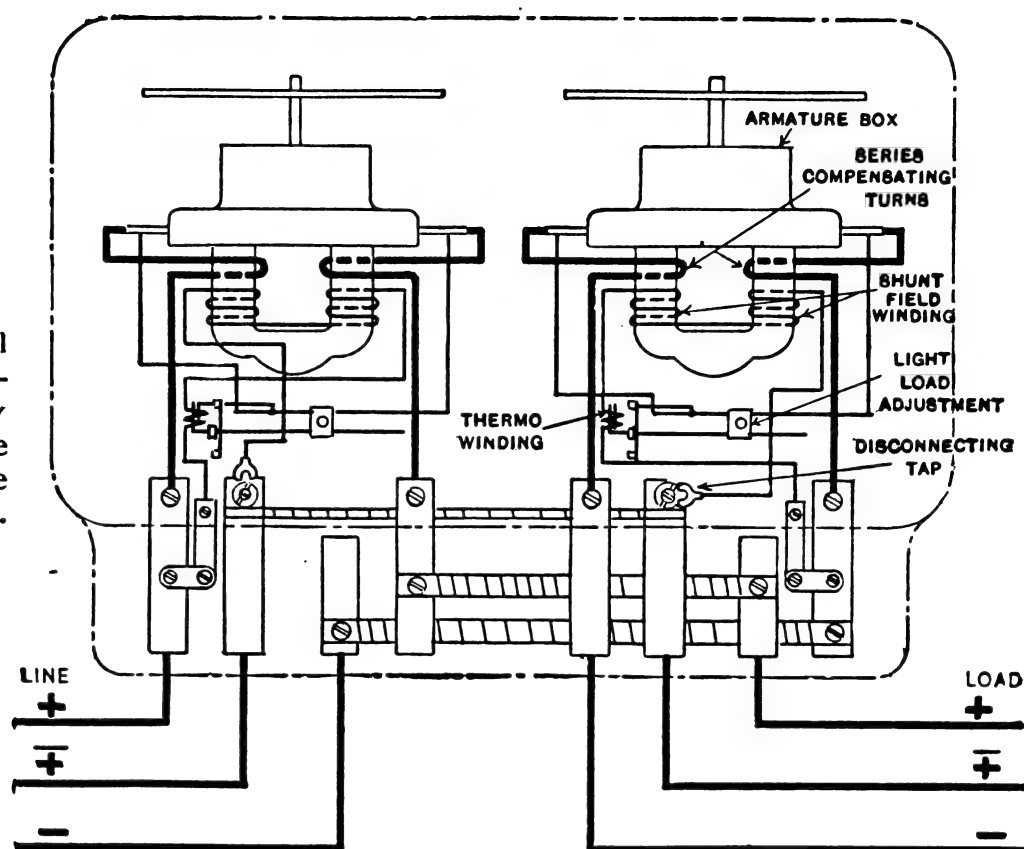 ARMATURE BOX
SERIES
COMPENSATING
TURNS
SHUNT
FIELD
WINDING
LIGHT
LOAD
ADJUSTMENT
THERMO
WINDING
DISCONNECTING
TAP
LINE
+
+
—
LOAD
+
+
—
l
y
e
e
.